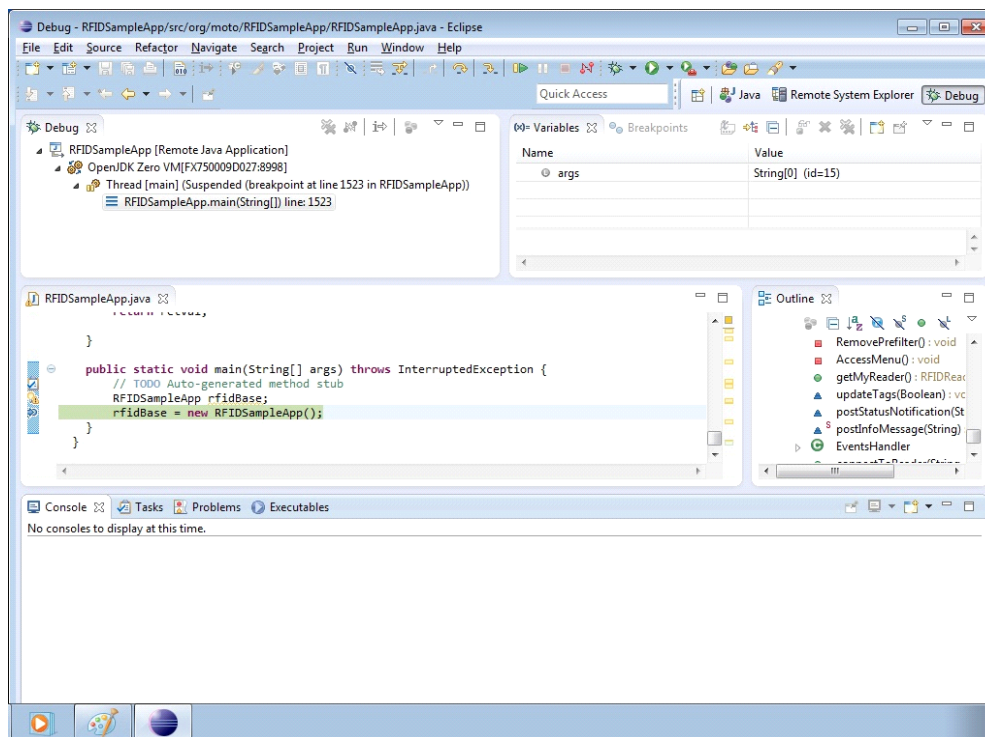 Debug - RFIDSampleApp/src/org/moto/RFIDSampleApp/RFIDSampleApp.java - Eclipse
File Edit Source Refactor Navigate Search Project Run Window Help
Quick Access
Java Remote System Explorer Debug
Debug
RFIDSampleApp [Remote Java Application]
OpenJDK Zero VM[FX750009D027:8998]
Thread [main] (Suspended (breakpoint at line 1523 in RFIDSampleApp))
RFIDSampleApp.main(String[]) line: 1523
(x)= Variables Breakpoints
Name Value
args String[0] (id=15)
RFIDSampleApp.java
return retval;
}
public static void main(String[] args) throws InterruptedException {
// TODO Auto-generated method stub
RFIDSampleApp rfidBase;
rfidBase = new RFIDSampleApp();
}
}
Outline
RemovePrefilter() : void
AccessMenu() : void
getMyReader() : RFIDReac
updateTags(Boolean) : vc
postStatusNotification(St
S postInfoMessage(String)
EventsHandler
Console Tasks Problems Executables
No consoles to display at this time.